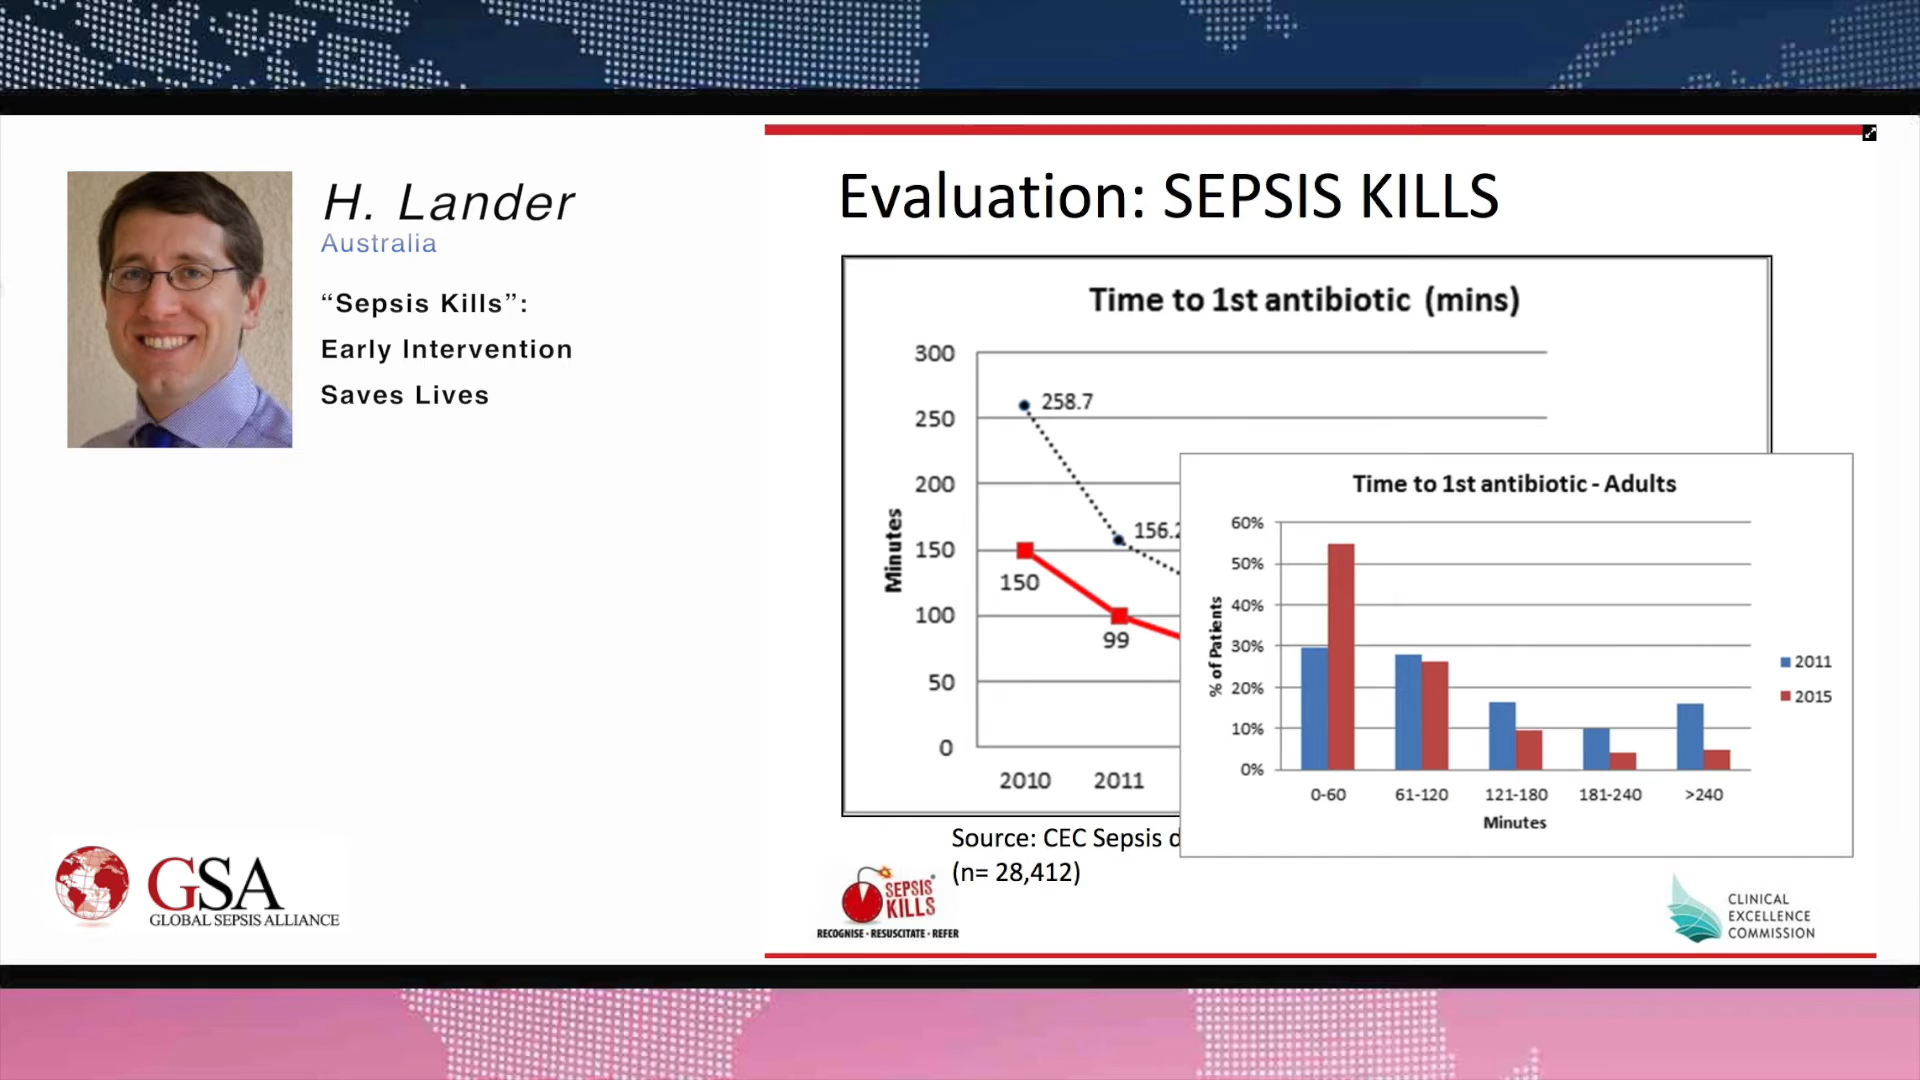 H. Lander
Australia
“Sepsis Kills”:
Early Intervention
Saves Lives
GSA
GLOBAL SEPSIS ALLIANCE
Evaluation: SEPSIS KILLS
Time to 1st antibiotic (mins)
Minutes
300
250
200
150
100
50
0
258.7
156.2
150
99
2010 2011
Time to 1st antibiotic - Adults
% of Patients
60%
50%
40%
30%
20%
10%
0%
0-60 61-120 121-180 181-240 >240
Minutes
2011
2015
Source: CEC Sepsis
(n= 28,412)
SEPSIS
KILLS
RECOGNISE · RESUSCITATE · REFER
CLINICAL
EXCELLENCE
COMMISSION